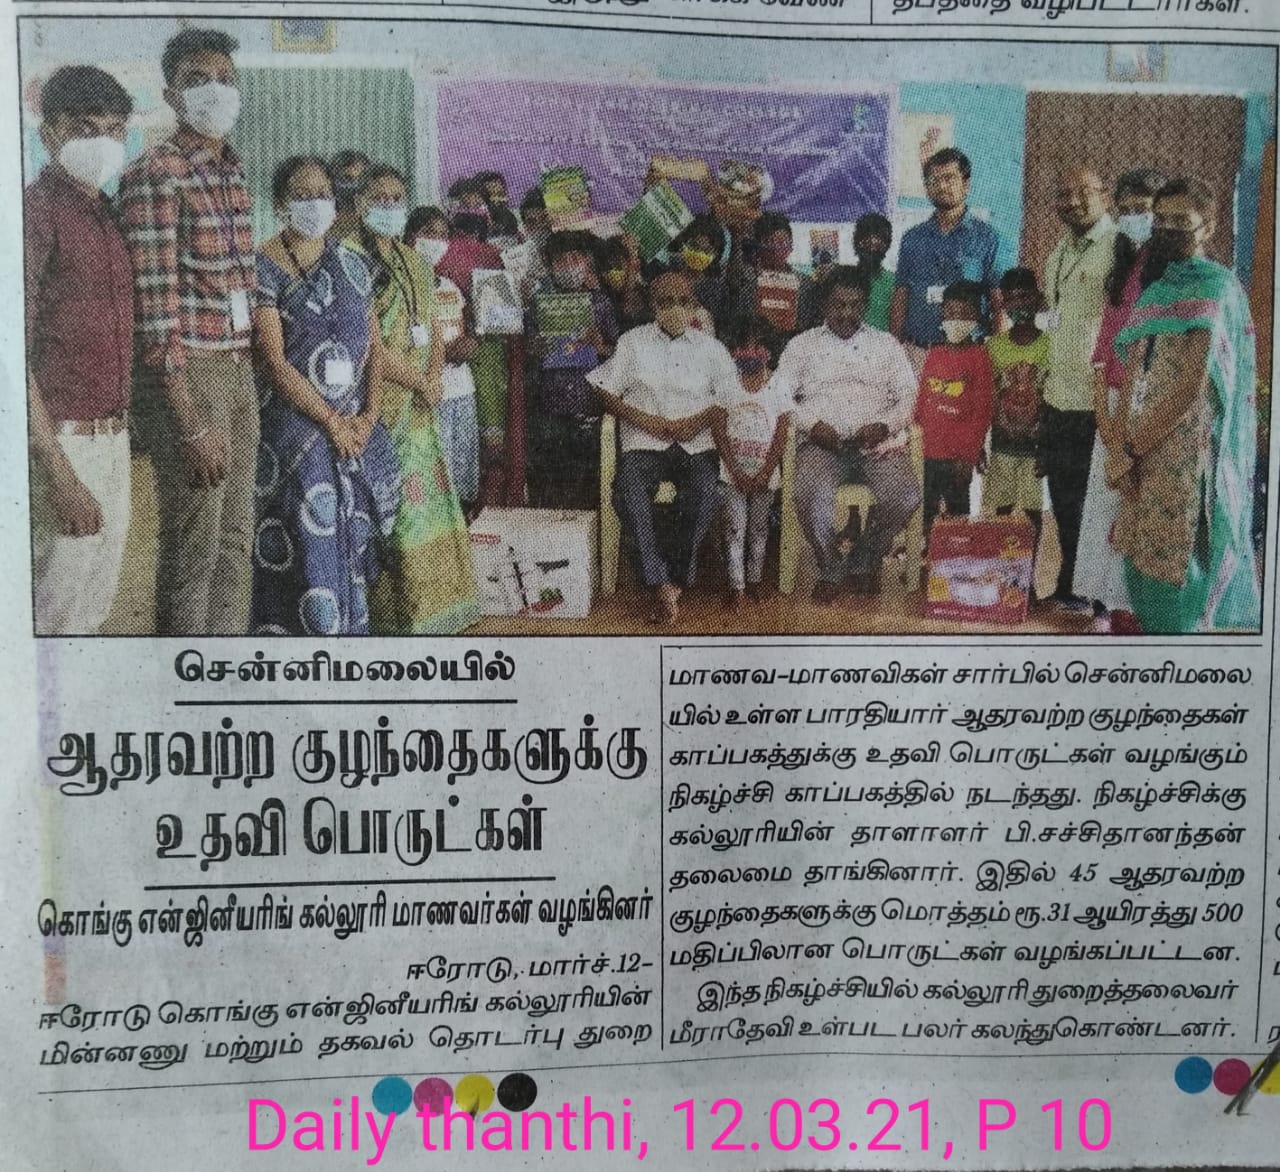 தீபத்தை வழிபட்டார்கள்.
சென்னிமலையில்
ஆதரவற்ற குழந்தைகளுக்கு
உதவி பொருட்கள்
கொங்கு என்ஜினீயரிங் கல்லூரி மாணவர்கள் வழங்கினர்
ஈரோடு, மார்ச்.12-
ஈரோடு கொங்கு என்ஜினீயரிங் கல்லூரியின்
மின்னணு மற்றும் தகவல் தொடர்பு துறை
மாணவ-மாணவிகள் சார்பில் சென்னிமலை
யில் உள்ள பாரதியார் ஆதரவற்ற குழந்தைகள்
காப்பகத்துக்கு உதவி பொருட்கள் வழங்கும்
நிகழ்ச்சி காப்பகத்தில் நடந்தது. நிகழ்ச்சிக்கு
கல்லூரியின் தாளாளர் பி.சச்சிதானந்தன்
தலைமை தாங்கினார். இதில் 45 ஆதரவற்ற
குழந்தைகளுக்கு மொத்தம் ரூ.31 ஆயிரத்து 500
மதிப்பிலான பொருட்கள் வழங்கப்பட்டன.
இந்த நிகழ்ச்சியில் கல்லூரி துறைத்தலைவர்
மீராதேவி உள்பட பலர் கலந்துகொண்டனர்.
Daily thanthi, 12.03.21, P 10